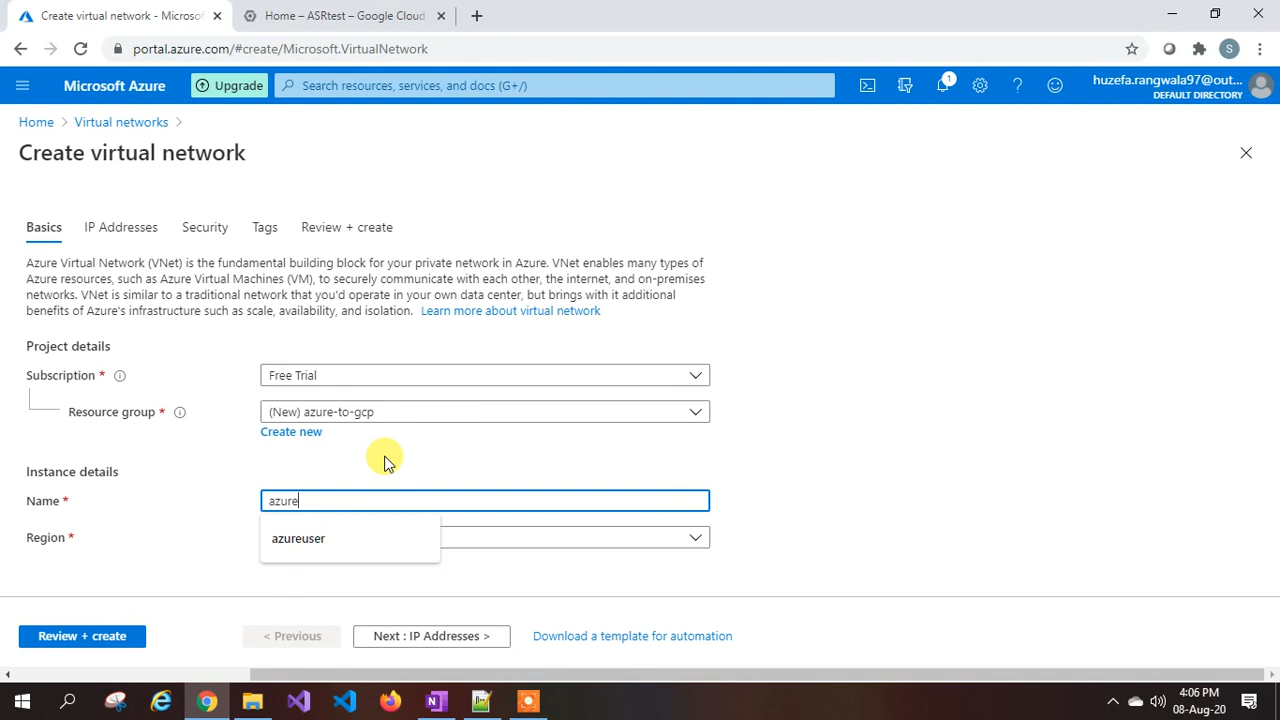 Create virtual network - Microsof
Home – ASRtest – Google Cloud
portal.azure.com/#create/Microsoft.VirtualNetwork
S
Microsoft Azure
Upgrade
Search resources, services, and docs (G+/)
1
huzefa.rangwala97@out...
DEFAULT DIRECTORY
Home > Virtual networks >
Create virtual network
Basics IP Addresses Security Tags Review + create
Azure Virtual Network (VNet) is the fundamental building block for your private network in Azure. VNet enables many types of
Azure resources, such as Azure Virtual Machines (VM), to securely communicate with each other, the internet, and on-premises
networks. VNet is similar to a traditional network that you'd operate in your own data center, but brings with it additional
benefits of Azure's infrastructure such as scale, availability, and isolation. Learn more about virtual network
Project details
Subscription * Free Trial
Resource group * (New) azure-to-gcp
Create new
Instance details
Name * azure
azureuser
Region *
Review + create < Previous Next : IP Addresses > Download a template for automation
4:06 PM
08-Aug-20